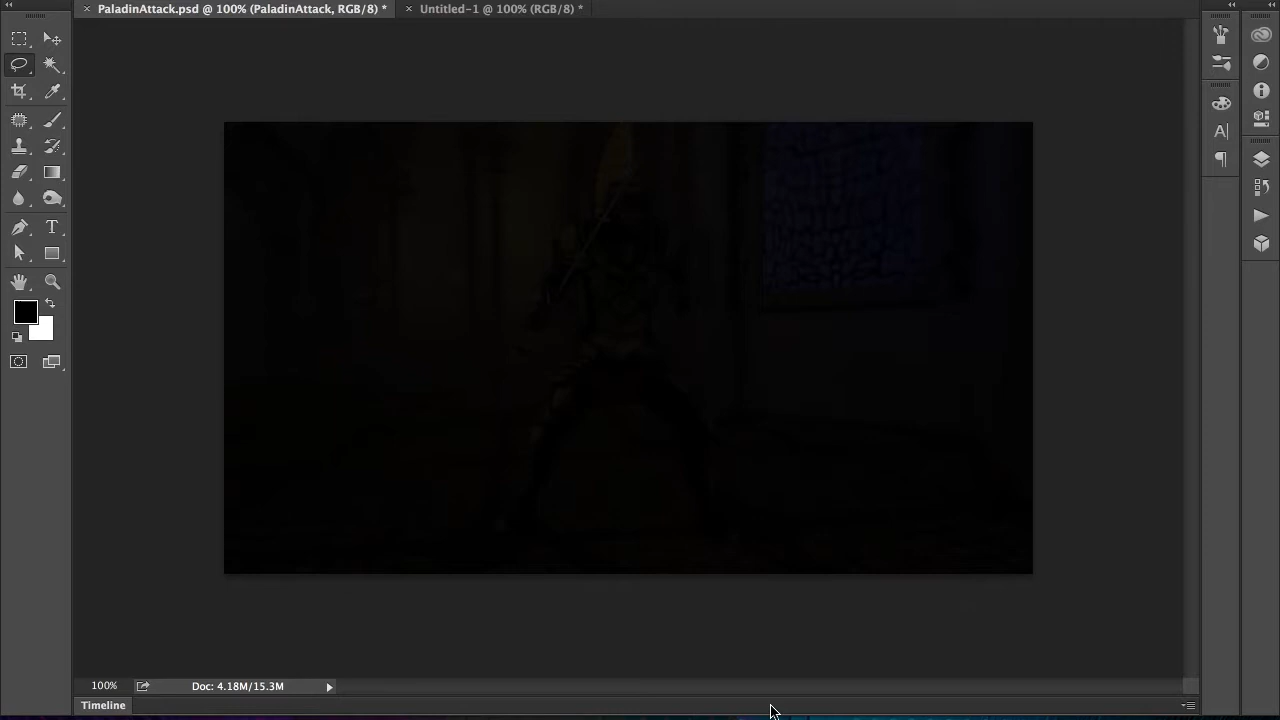 PaladinAttack.psd @ 100% (PaladinAttack, RGB/8) *
Untitled-1 @ 100% (RGB/8) *
100%
Doc: 4.18M/15.3M
Timeline